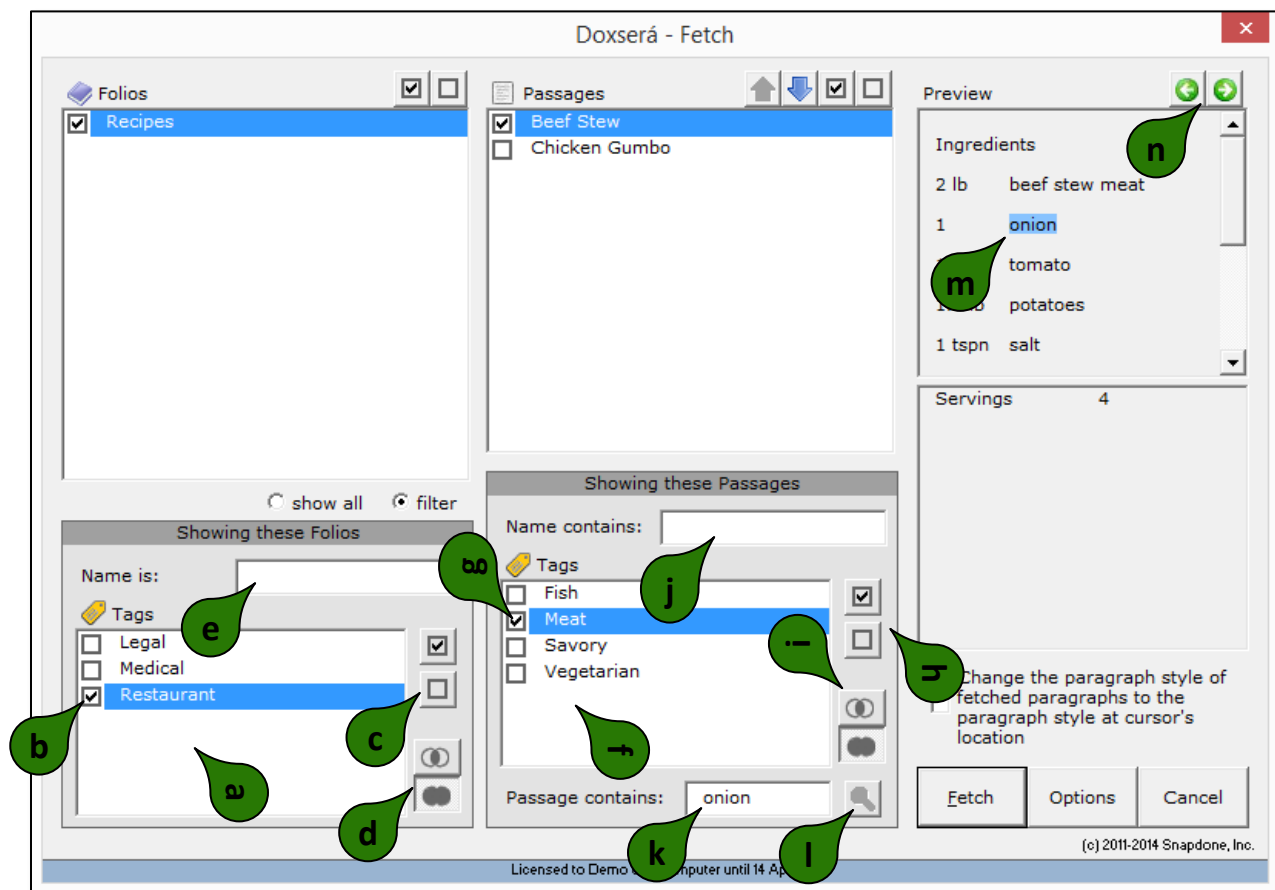 Doxserá - Fetch
Folios
Recipes
Passages
Beef Stew
Chicken Gumbo
Preview
n
Ingredients
2 lb beef stew meat
1 onion
m
tomato
potatoes
1 tspn salt
Servings 4
show all filter
Showing these Folios
Name is:
e
Tags
Legal
Medical
Restaurant
b
c
a
d
Showing these Passages
Name contains:
j
g
Tags
Fish
Meat
Savory
Vegetarian
i
h
f
Passage contains: onion
k
l
Change the paragraph style of
fetched paragraphs to the
paragraph style at cursor's
location
Fetch Options Cancel
(c) 2011-2014 Snapdone, Inc.
Licensed to Demo until 14